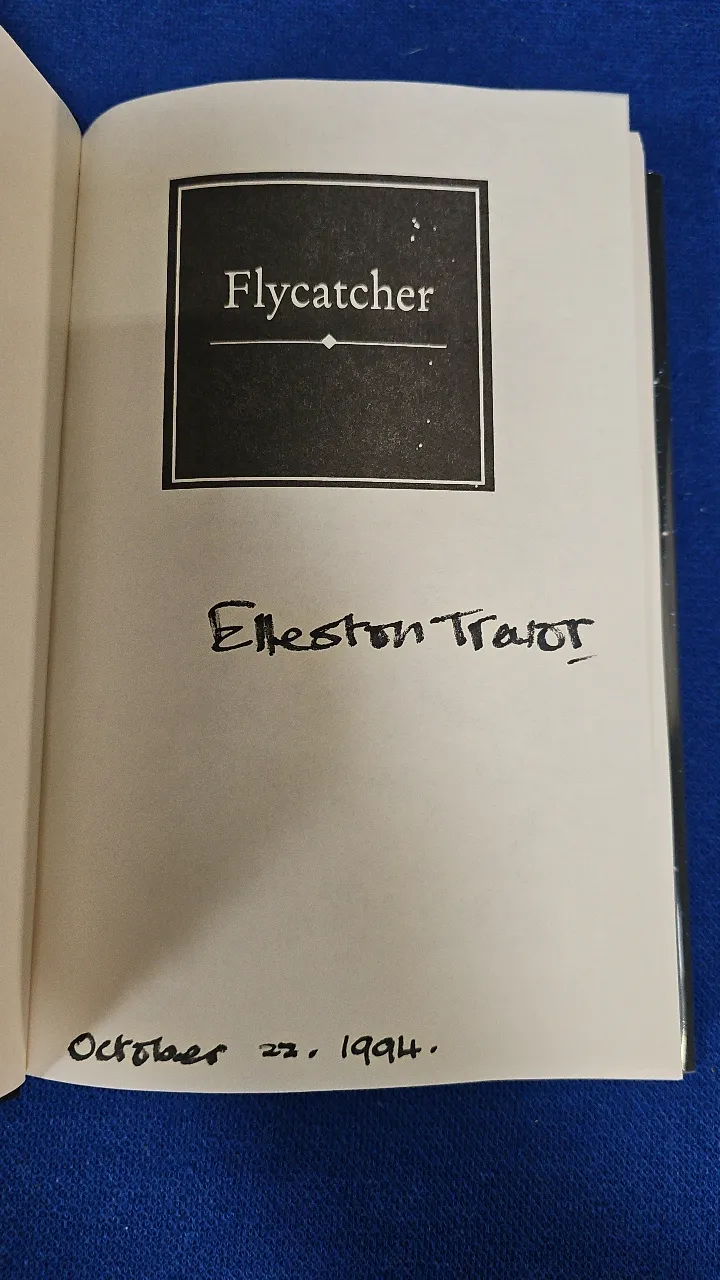 Flycatcher
Elleston Trevor
October 22. 1994.